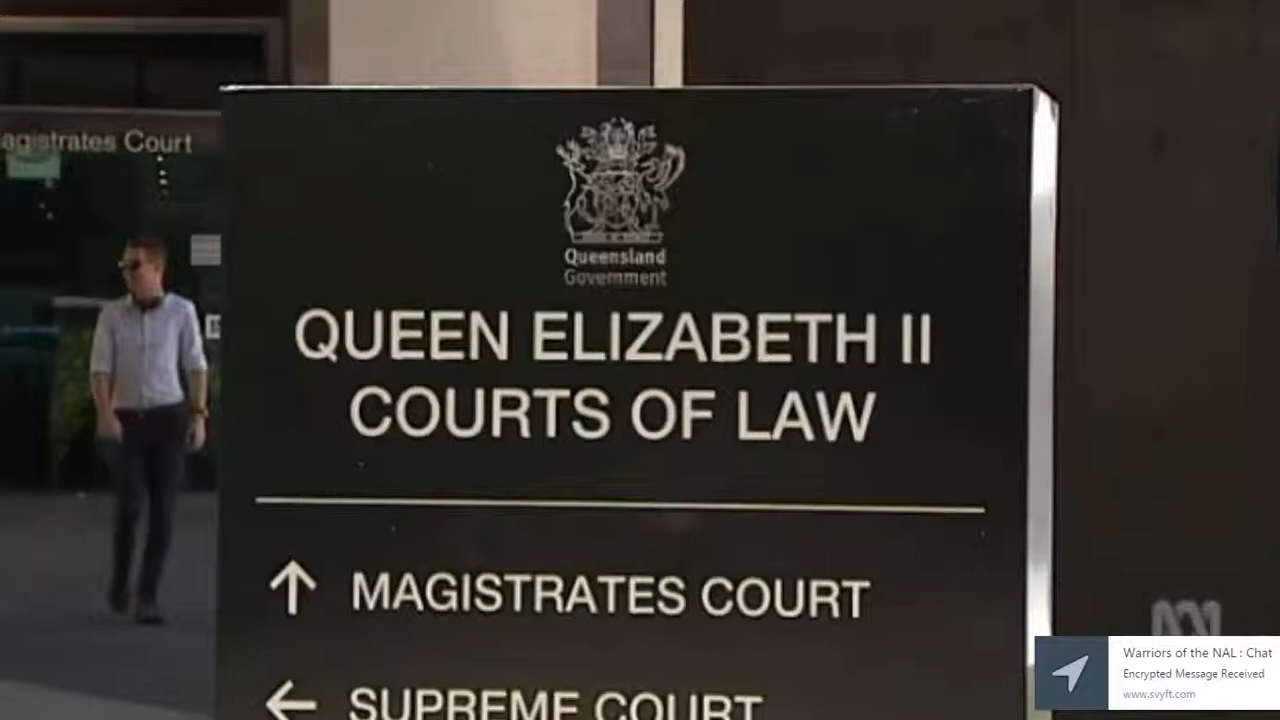 agistrates Court
Queensland
Government
QUEEN ELIZABETH II
COURTS OF LAW
↑ MAGISTRATES COURT
← SUPREME COURT
Warriors of the NAL : Chat
Encrypted Message Received
www.svyft.com